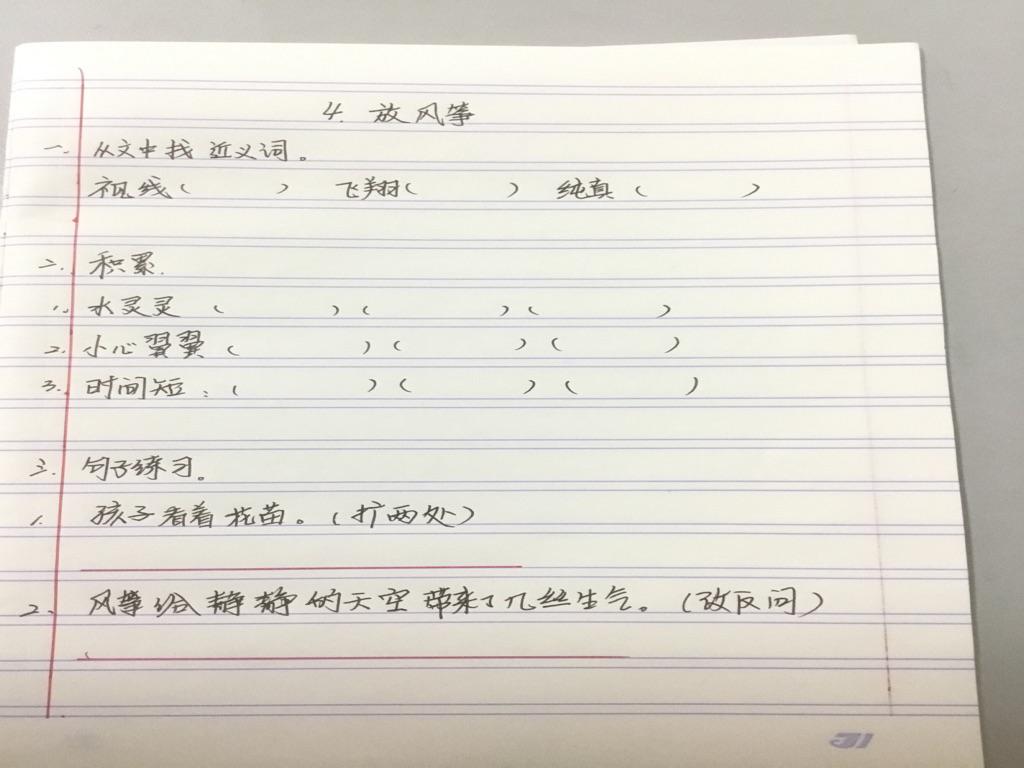 4. 放风筝
一. 从文中找近义词。
视线（ ） 飞翔（ ） 纯真（ ）
二. 积累.
1. 水灵灵（ ）（ ）（ ）
2. 小心翼翼（ ）（ ）（ ）
3. 时间短：（ ）（ ）（ ）
三. 句子练习。
1. 孩子看着花苗。（扩两处）
2. 风筝给静静的天空带来了几丝生气。（改反问）